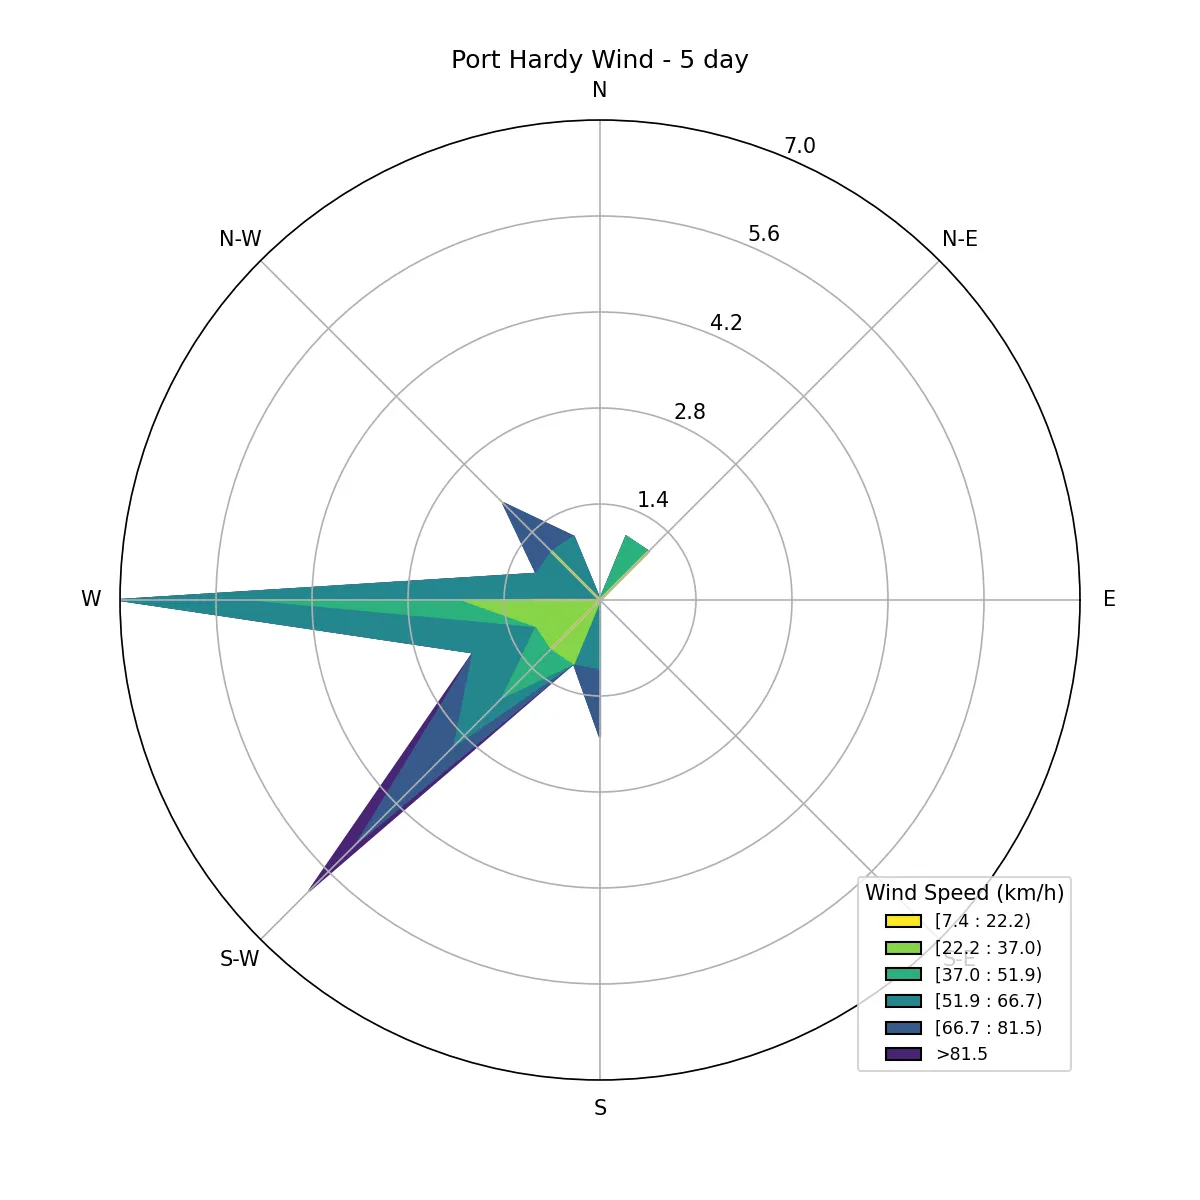 Port Hardy Wind - 5 day
N
7.0
N-W
N-E
5.6
4.2
2.8
1.4
W
E
S-W
S-E
Wind Speed (km/h)
[7.4 : 22.2)
[22.2 : 37.0)
[37.0 : 51.9)
[51.9 : 66.7)
[66.7 : 81.5)
>81.5
S